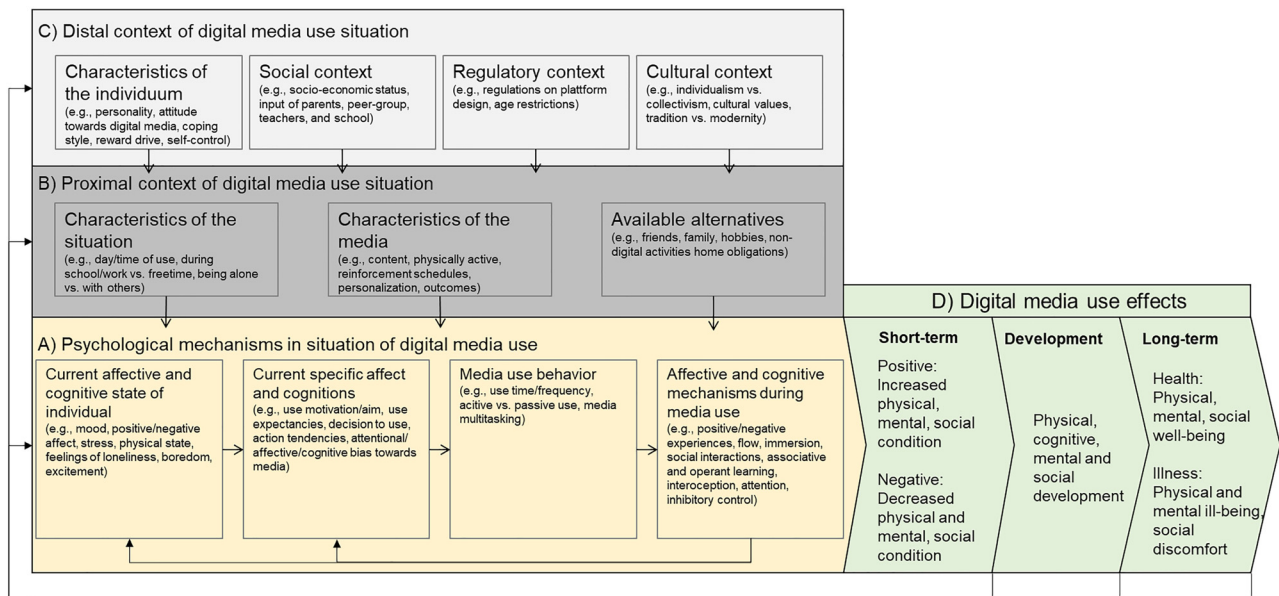 C) Distal context of digital media use situation
Characteristics of
the individuum
(e.g., personality, attitude
towards digital media, coping
style, reward drive, self-control)
Social context
(e.g., socio-economic status,
input of parents, peer-group,
teachers, and school)
Regulatory context
(e.g., regulations on plattform
design, age restrictions)
Cultural context
(e.g., individualism vs.
collectivism, cultural values,
tradition vs. modernity)
B) Proximal context of digital media use situation
Characteristics of the
situation
(e.g., day/time of use, during
school/work vs. freetime, being alone
vs. with others)
Characteristics of the
media
(e.g., content, physically active,
reinforcement schedules,
personalization, outcomes)
Available alternatives
(e.g., friends, family, hobbies, non-
digital activities home obligations)
A) Psychological mechanisms in situation of digital media use
Current affective and
cognitive state of
individual
(e.g., mood, positive/negative
affect, stress, physical state,
feelings of loneliness, boredom,
excitement)
Current specific affect
and cognitions
(e.g., use motivation/aim, use
expectancies, decision to use,
action tendencies, attentional/
affective/cognitive bias towards
media)
Media use behavior
(e.g., use time/frequency,
acitive vs. passive use, media
multitasking)
Affective and cognitive
mechanisms during
media use
(e.g., positive/negative
experiences, flow, immersion,
social interactions, associative
and operant learning,
interoception, attention,
inhibitory control)
D) Digital media use effects
Short-term
Positive:
Increased
physical,
mental, social
condition
Negative:
Decreased
physical and
mental, social
condition
Development
Physical,
cognitive,
mental and
social
development
Long-term
Health:
Physical,
mental, social
well-being
Illness:
Physical and
mental ill-being,
social
discomfort